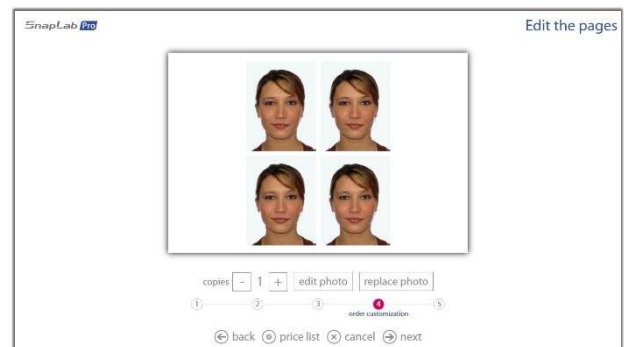 SnapLab Pro
Edit the pages
copies - 1 + edit photo replace photo
1 2 3 4 5
order customization
back price list cancel next